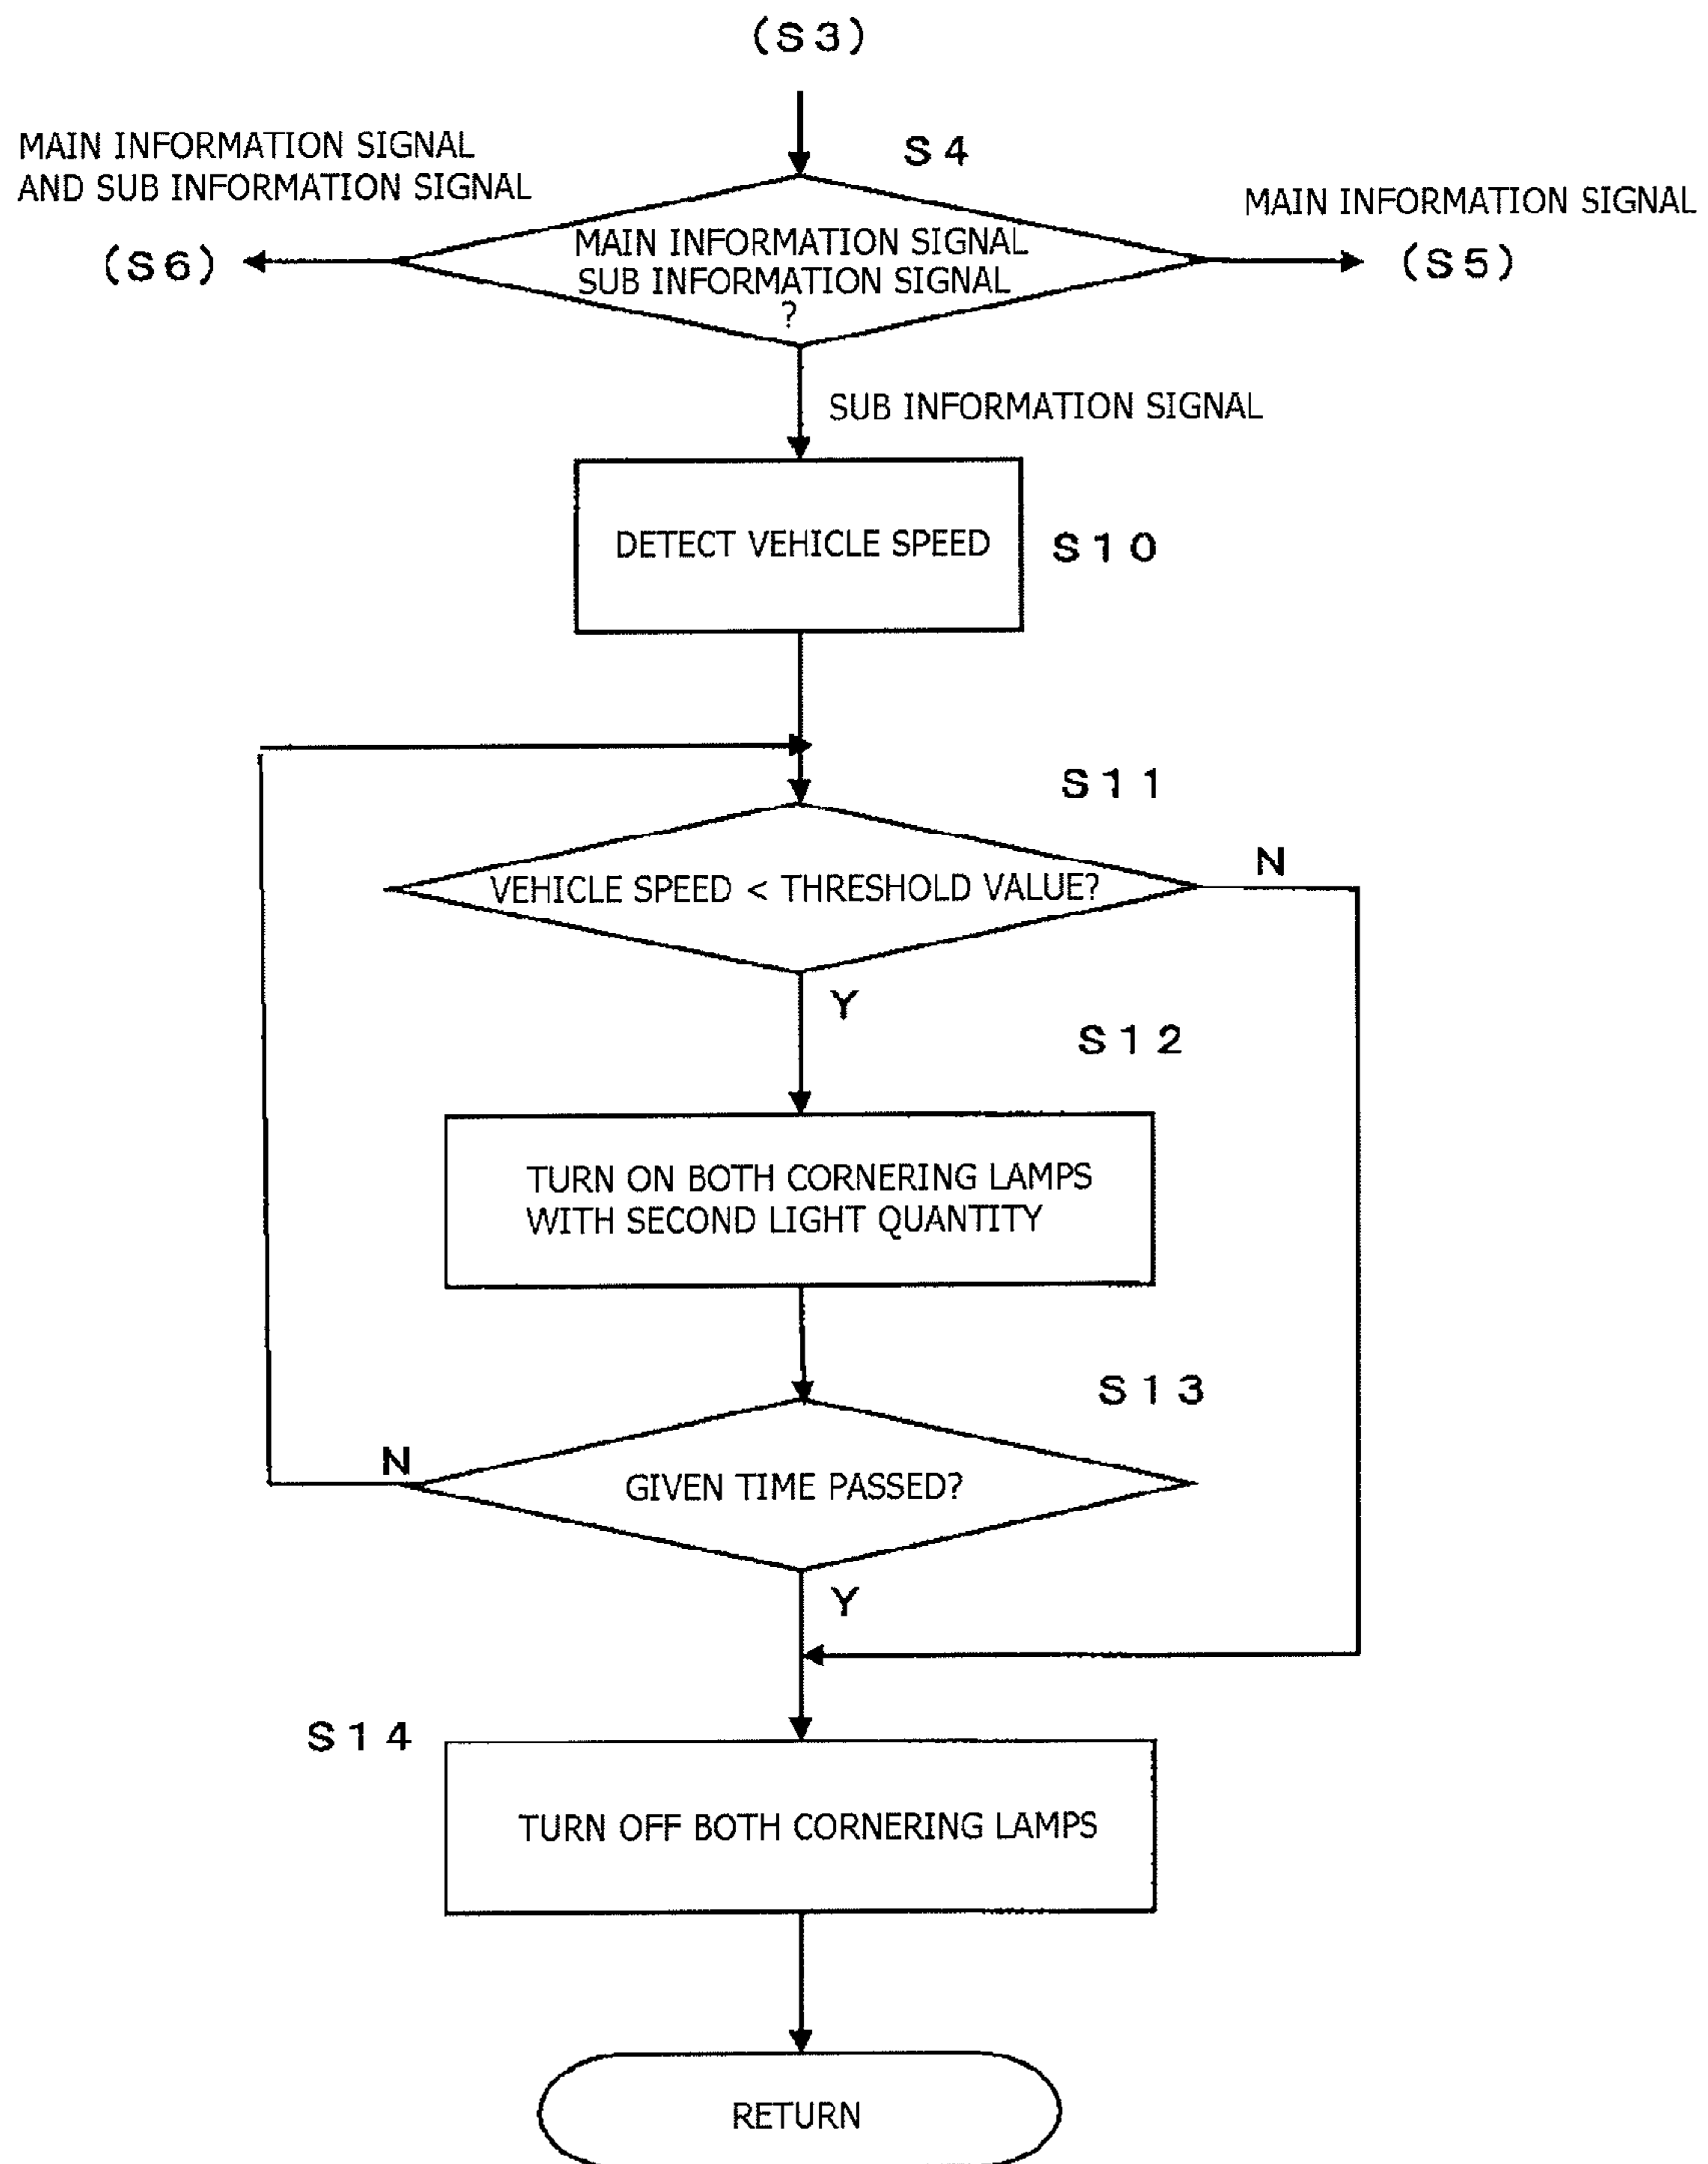 (S3)
S4
MAIN INFORMATION SIGNAL
AND SUB INFORMATION SIGNAL
MAIN INFORMATION SIGNAL
(S6)
MAIN INFORMATION SIGNAL
SUB INFORMATION SIGNAL
?
(S5)
SUB INFORMATION SIGNAL
DETECT VEHICLE SPEED
S10
S11
VEHICLE SPEED < THRESHOLD VALUE?
N
Y
S12
TURN ON BOTH CORNERING LAMPS
WITH SECOND LIGHT QUANTITY
S13
N
GIVEN TIME PASSED?
Y
S14
TURN OFF BOTH CORNERING LAMPS
RETURN